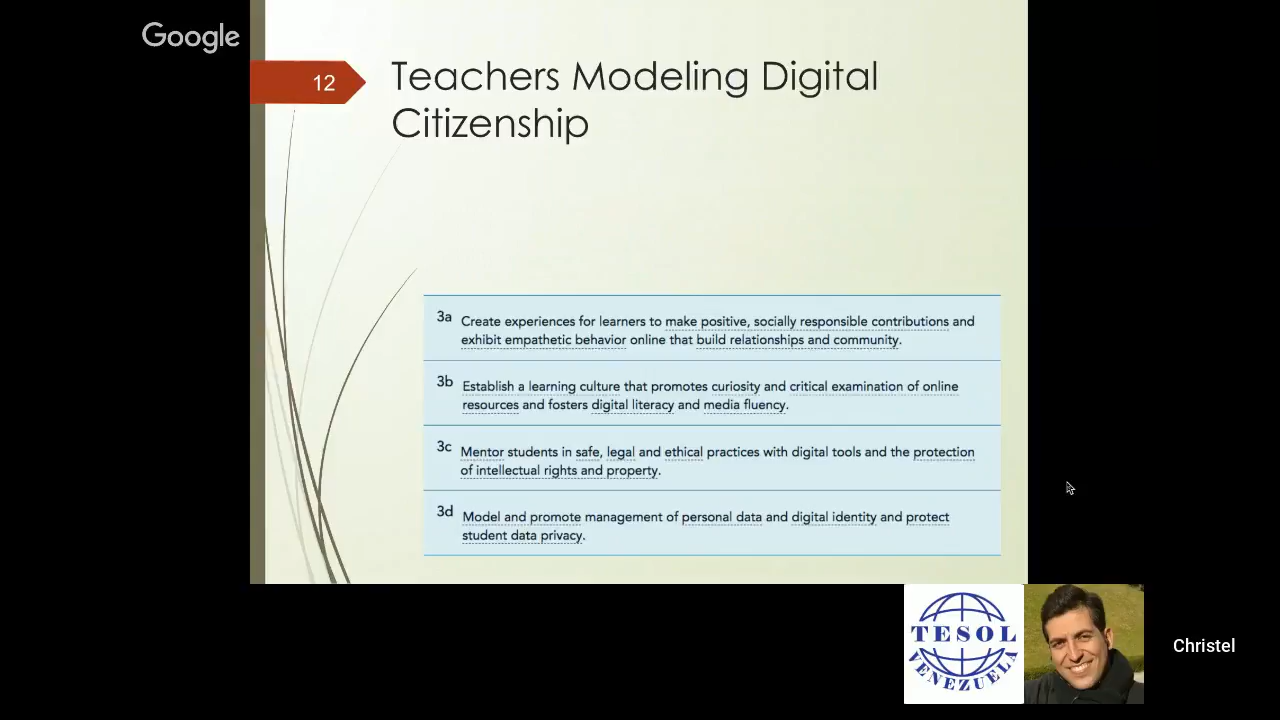 Google
12
Teachers Modeling Digital
Citizenship
3a
Create experiences for learners to make positive, socially responsible contributions and
exhibit empathetic behavior online that build relationships and community.
3b
Establish a learning culture that promotes curiosity and critical examination of online
resources and fosters digital literacy and media fluency.
3c
Mentor students in safe, legal and ethical practices with digital tools and the protection
of intellectual rights and property.
3d
Model and promote management of personal data and digital identity and protect
student data privacy.
TESOL
VENEZUELA
Christel